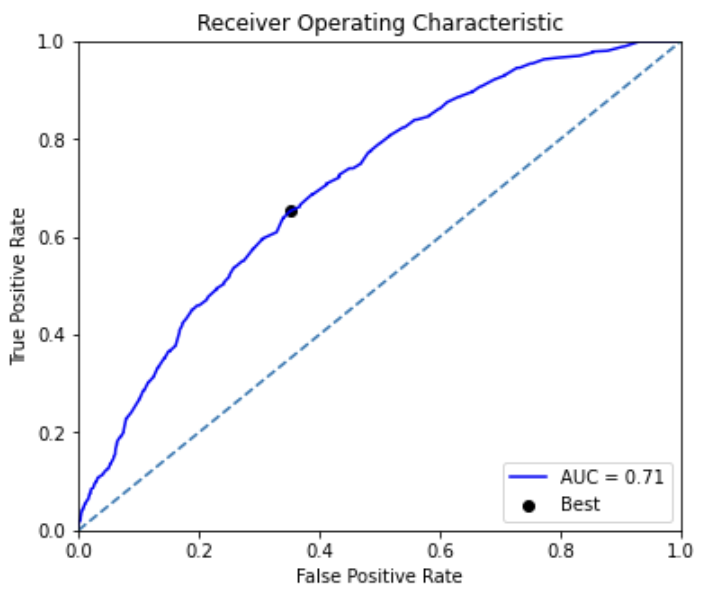 Receiver Operating Characteristic
1.0
0.8
0.6
0.4
0.2
0.0
True Positive Rate
0.0 0.2 0.4 0.6 0.8 1.0
False Positive Rate
AUC = 0.71
Best